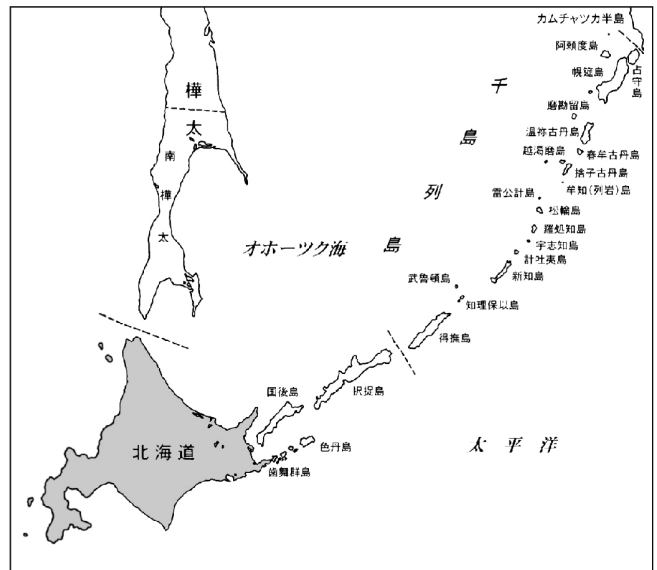 カムチャツカ半島
阿頼度島
占守島
幌筵島
千島列島
磨勘留島
温祢古丹島
越渇磨島
春牟古丹島
捨子古丹島
牟知(列岩)島
雷公計島
松輪島
羅処知島
宇志知島
計吐夷島
新知島
武魯頓島
知理保以島
得撫島
樺太
南樺太
オホーツク海
択捉島
国後島
色丹島
歯舞群島
北海道
太平洋